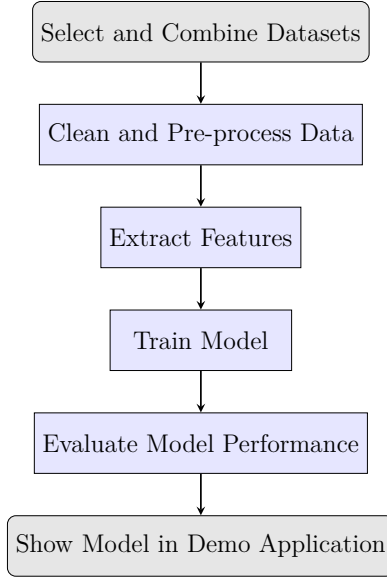 Select and Combine Datasets
Clean and Pre-process Data
Extract Features
Train Model
Evaluate Model Performance
Show Model in Demo Application